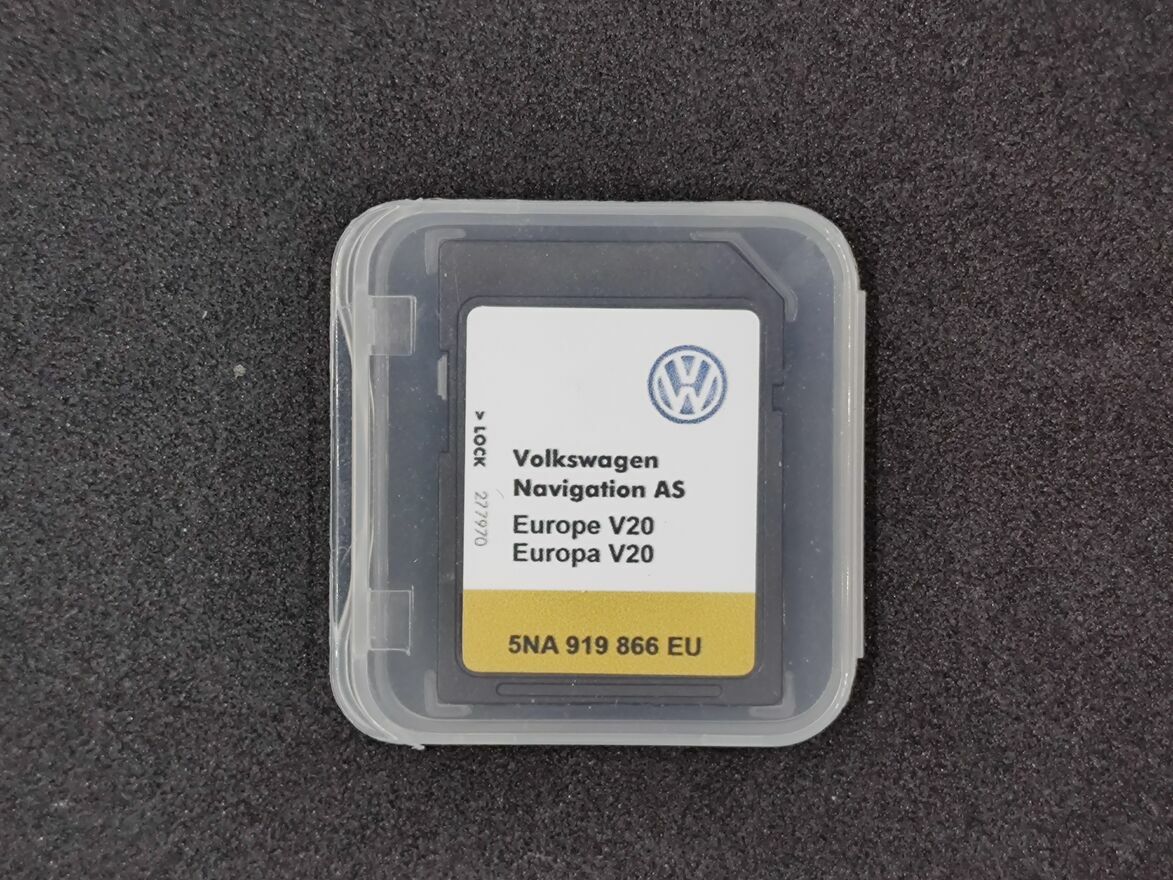 > LOCK 277970
Volkswagen
Navigation AS
Europe V20
Europa V20
5NA 919 866 EU